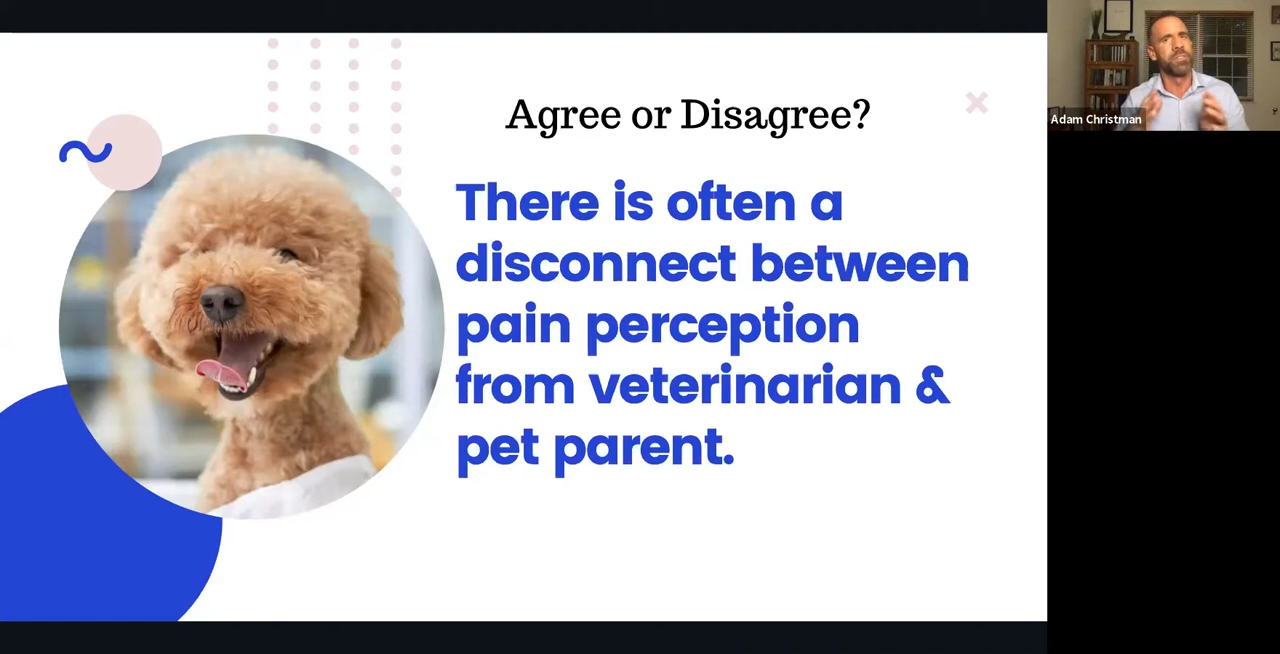 Agree or Disagree?
There is often a
disconnect between
pain perception
from veterinarian &
pet parent.
Adam Christman